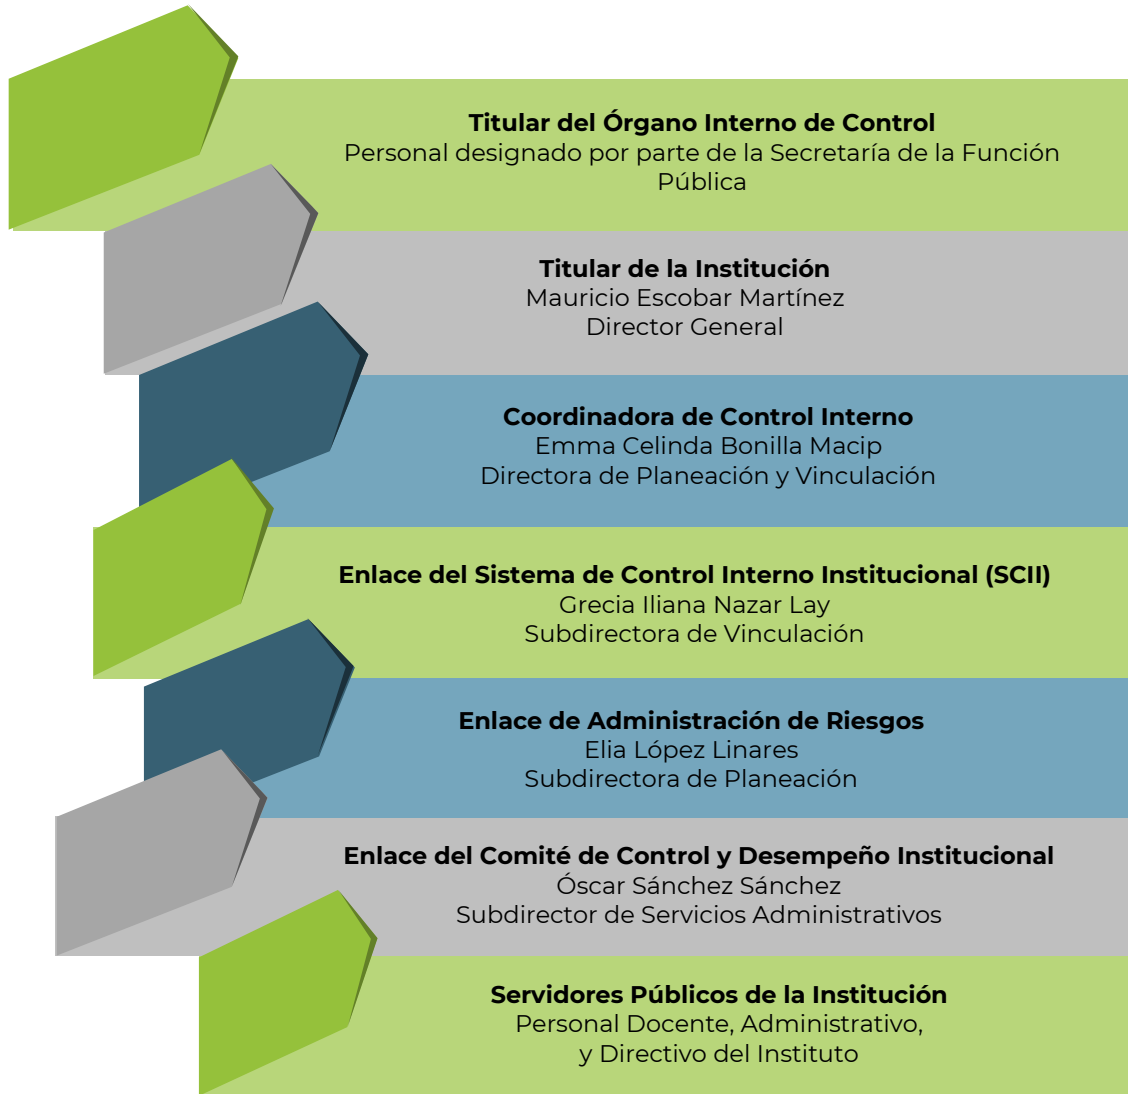 Titular del Órgano Interno de Control
Personal designado por parte de la Secretaría de la Función
Pública
Titular de la Institución
Mauricio Escobar Martínez
Director General
Coordinadora de Control Interno
Emma Celinda Bonilla Macip
Directora de Planeación y Vinculación
Enlace del Sistema de Control Interno Institucional (SCII)
Grecia Iliana Nazar Lay
Subdirectora de Vinculación
Enlace de Administración de Riesgos
Elia López Linares
Subdirectora de Planeación
Enlace del Comité de Control y Desempeño Institucional
Óscar Sánchez Sánchez
Subdirector de Servicios Administrativos
Servidores Públicos de la Institución
Personal Docente, Administrativo,
y Directivo del Instituto